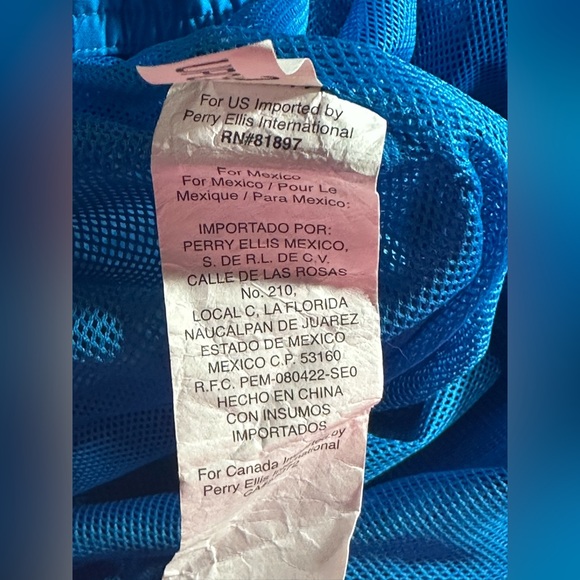 For US Imported by
Perry Ellis International
RN#81897
For Mexico
For Mexico / Pour Le
Mexique / Para Mexico:
IMPORTADO POR:
PERRY ELLIS MEXICO,
S. DE R.L. DE C.V.
CALLE DE LAS ROSAS
No. 210,
LOCAL C, LA FLORIDA
NAUCALPAN DE JUAREZ
ESTADO DE MEXICO
MEXICO C.P. 53160
R.F.C. PEM-080422-SE0
HECHO EN CHINA
CON INSUMOS
IMPORTADOS
For Canada Imported by
Perry Ellis International